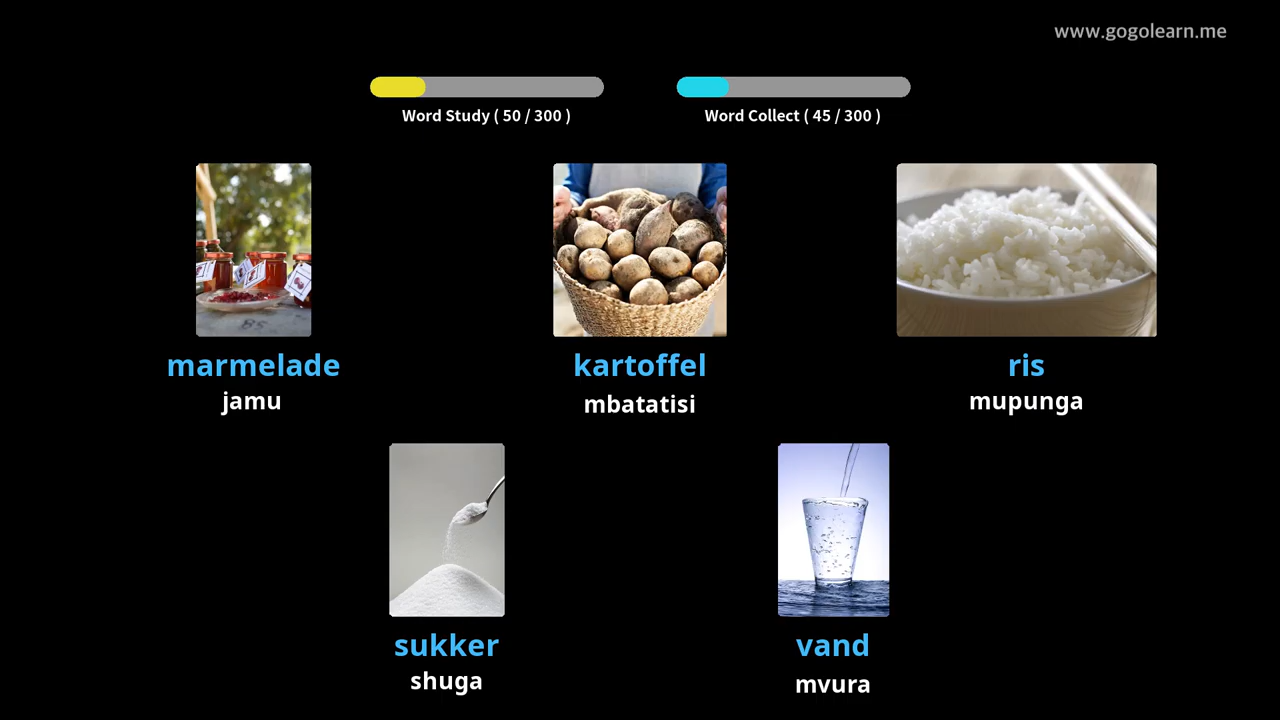 www.gogolearn.me
Word Study ( 50 / 300 )
Word Collect ( 45 / 300 )
marmelade
jamu
kartoffel
mbatatisi
ris
mupunga
sukker
shuga
vand
mvura